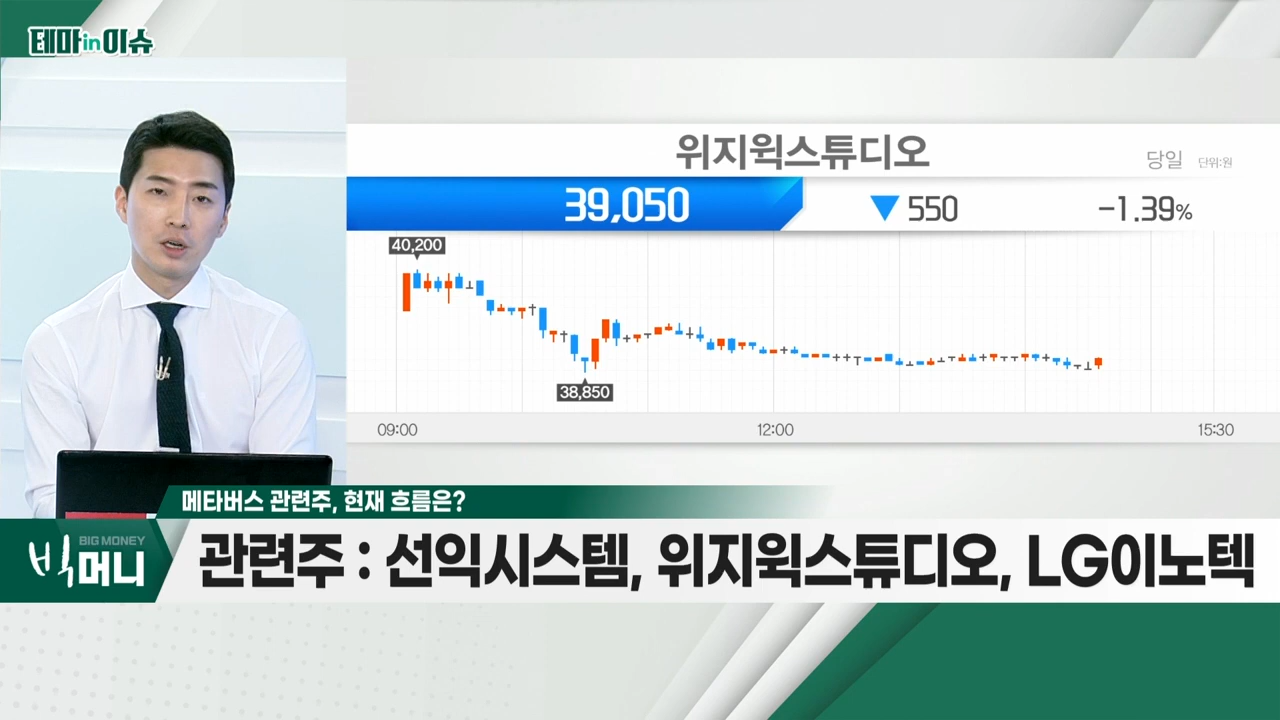 테마in이슈
위지윅스튜디오
당일 단위:원
39,050 ▼ 550 -1.39%
40,200
38,850
09:00 12:00 15:30
메타버스 관련주, 현재 흐름은?
BIG MONEY
빅머니
관련주 : 선익시스템, 위지윅스튜디오, LG이노텍